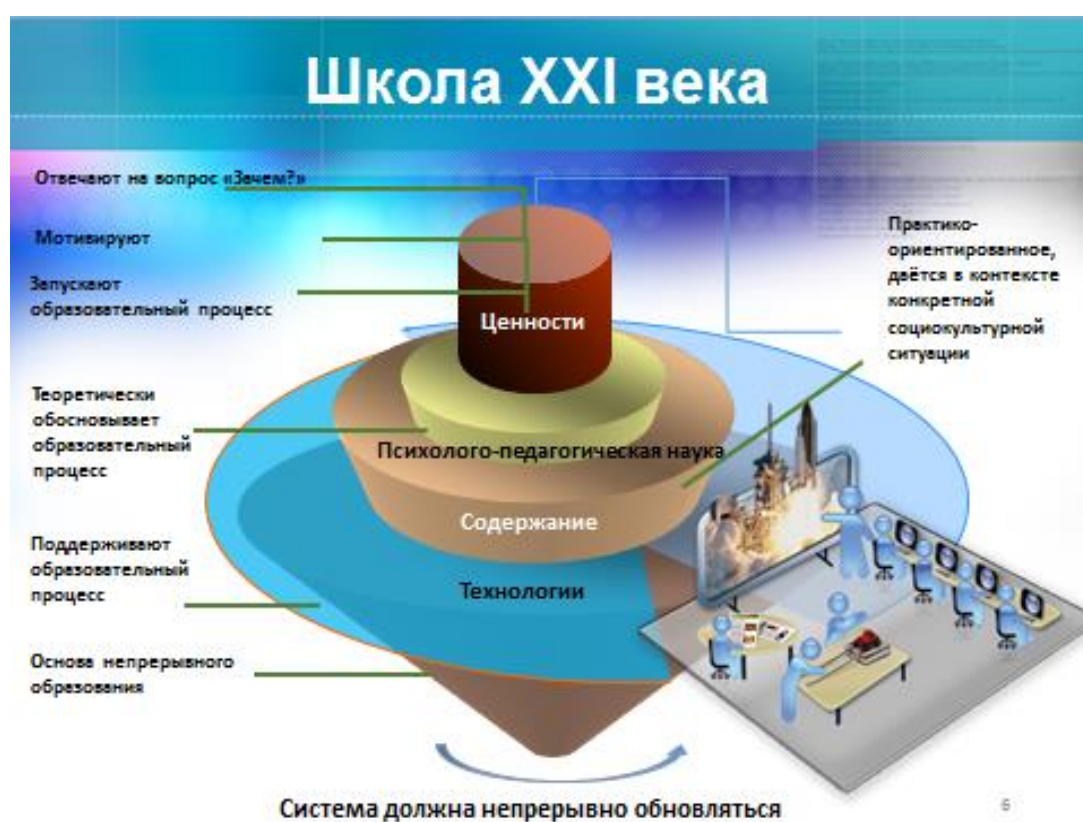 Школа XXI века
Отвечают на вопрос «Зачем?»
Мотивируют
Запускают
образовательный процесс
Теоретически
обосновывает
образовательный
процесс
Поддерживают
образовательный
процесс
Основа непрерывного
образования
Ценности
Психолого-педагогическая наука
Содержание
Технологии
Практико-
ориентированное,
даётся в контексте
конкретной
социокультурной
ситуации
Система должна непрерывно обновляться
6